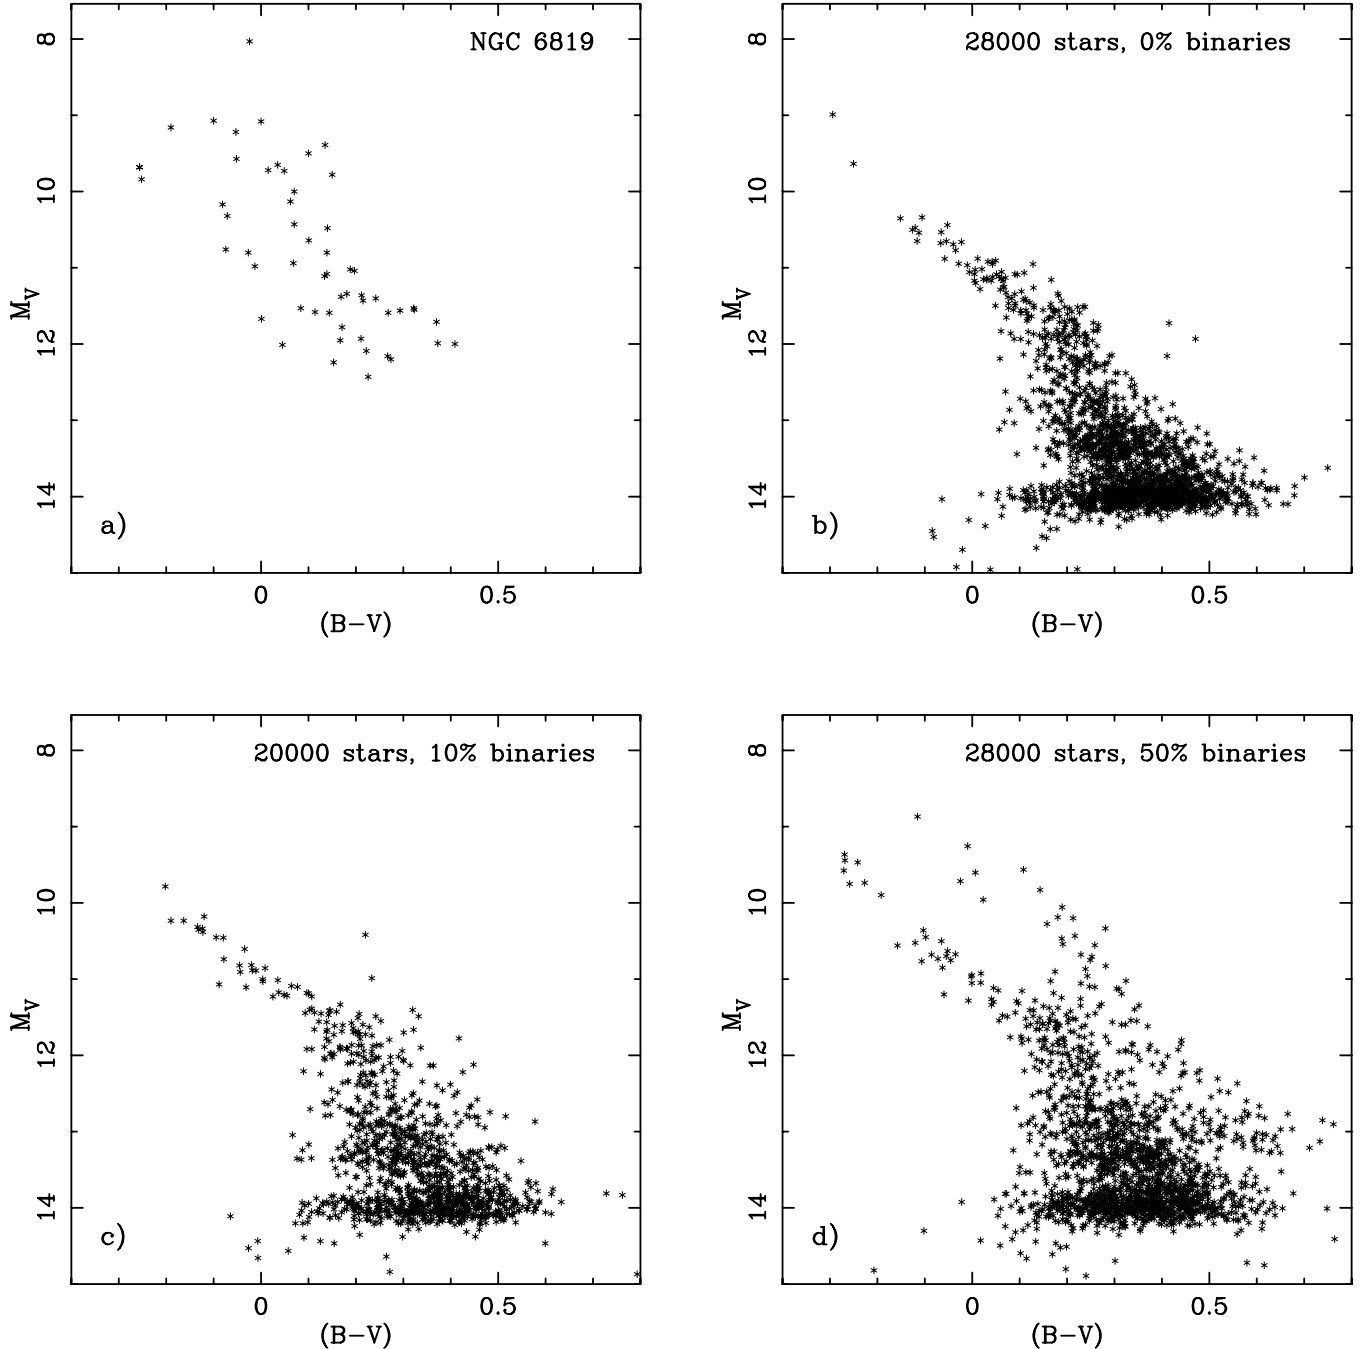 NGC 6819
8
10
12
14
M_V
a)
0
0.5
(B−V)
28000 stars, 0% binaries
8
10
12
14
M_V
b)
0
0.5
(B−V)
20000 stars, 10% binaries
8
10
12
14
M_V
c)
0
0.5
(B−V)
28000 stars, 50% binaries
8
10
12
14
M_V
d)
0
0.5
(B−V)